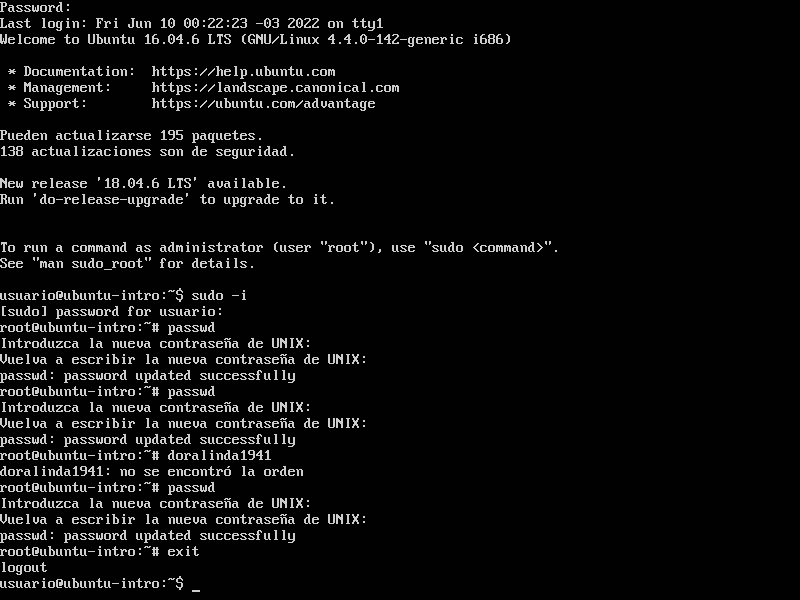 Password:
Last login: Fri Jun 10 00:22:23 -03 2022 on tty1
Welcome to Ubuntu 16.04.6 LTS (GNU/Linux 4.4.0-142-generic i686)
* Documentation:  https://help.ubuntu.com
* Management:     https://landscape.canonical.com
* Support:        https://ubuntu.com/advantage
Pueden actualizarse 195 paquetes.
138 actualizaciones son de seguridad.
New release '18.04.6 LTS' available.
Run 'do-release-upgrade' to upgrade to it.
To run a command as administrator (user "root"), use "sudo <command>".
See "man sudo_root" for details.
usuario@ubuntu-intro:~$ sudo -i
[sudo] password for usuario:
root@ubuntu-intro:~# passwd
Introduzca la nueva contraseña de UNIX:
Vuelva a escribir la nueva contraseña de UNIX:
passwd: password updated successfully
root@ubuntu-intro:~# passwd
Introduzca la nueva contraseña de UNIX:
Vuelva a escribir la nueva contraseña de UNIX:
passwd: password updated successfully
root@ubuntu-intro:~# doralinda1941
doralinda1941: no se encontró la orden
root@ubuntu-intro:~# passwd
Introduzca la nueva contraseña de UNIX:
Vuelva a escribir la nueva contraseña de UNIX:
passwd: password updated successfully
root@ubuntu-intro:~# exit
logout
usuario@ubuntu-intro:~$ _